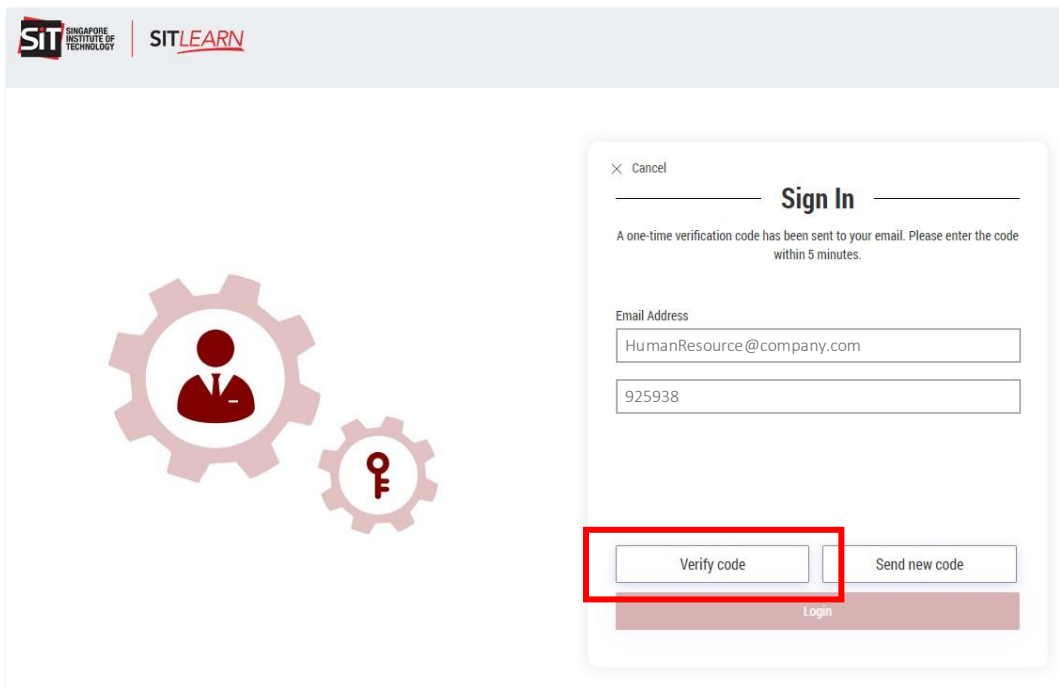 SiT SINGAPORE
INSTITUTE OF
TECHNOLOGY
SITLEARN
Cancel
Sign In
A one-time verification code has been sent to your email. Please enter the code
within 5 minutes.
Email Address
HumanResource@company.com
925938
Verify code
Send new code
Login